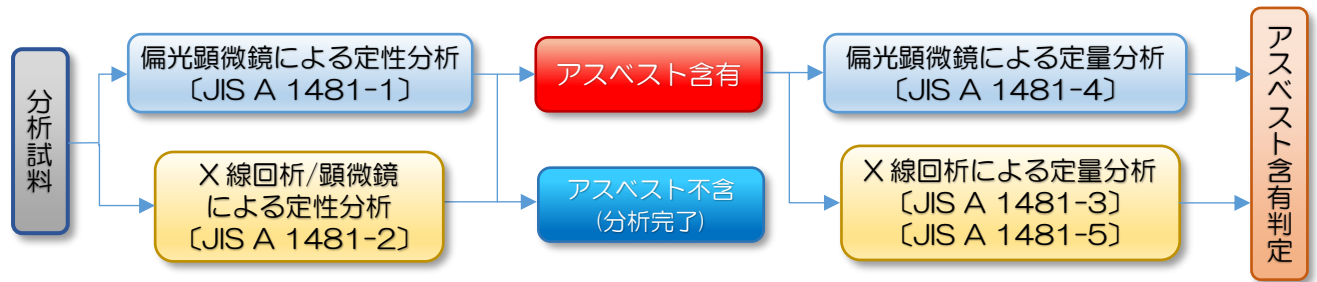 分析試料
偏光顕微鏡による定性分析
〔JIS A 1481-1〕
X線回析/顕微鏡
による定性分析
〔JIS A 1481-2〕
アスベスト含有
アスベスト不含
(分析完了)
偏光顕微鏡による定量分析
〔JIS A 1481-4〕
X線回析による定量分析
〔JIS A 1481-3〕
〔JIS A 1481-5〕
アスベスト含有判定